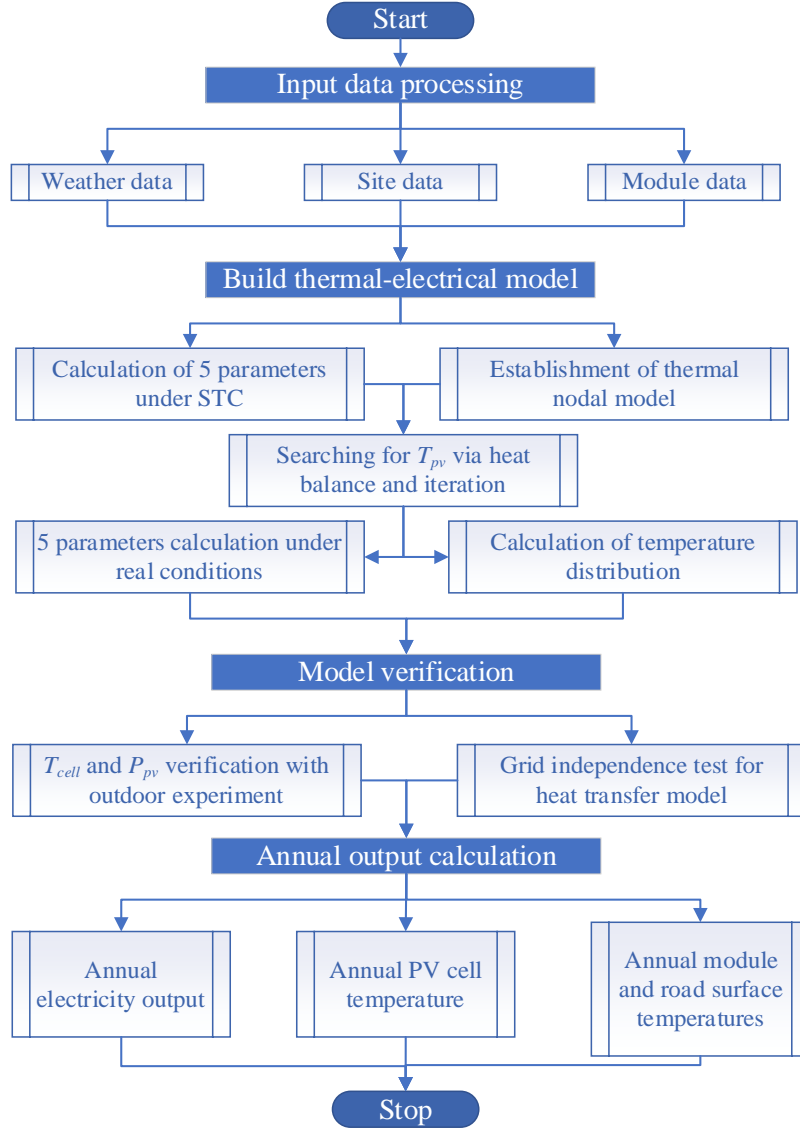 Start
Input data processing
Weather data
Site data
Module data
Build thermal-electrical model
Calculation of 5 parameters
under STC
Establishment of thermal
nodal model
Searching for Tpv via heat
balance and iteration
5 parameters calculation under
real conditions
Calculation of temperature
distribution
Model verification
Tcell and Ppv verification with
outdoor experiment
Grid independence test for
heat transfer model
Annual output calculation
Annual
electricity output
Annual PV cell
temperature
Annual module
and road surface
temperatures
Stop